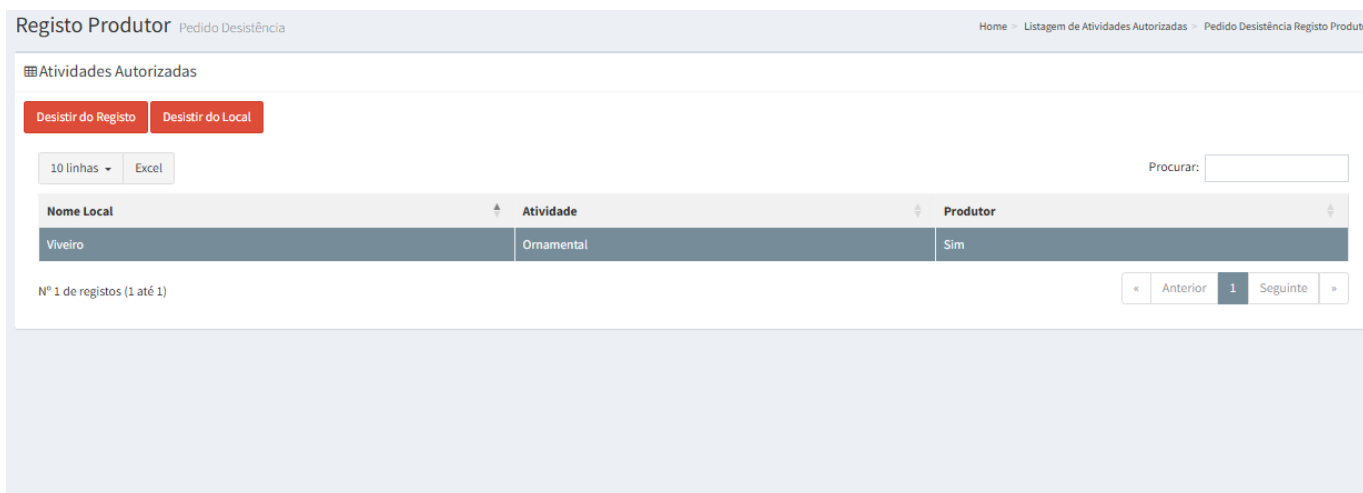 Registo Produtor Pedido Desistência
Home > Listagem de Atividades Autorizadas > Pedido Desistência Registo
Atividades Autorizadas
Desistir do Registo Desistir do Local
10 linhas Excel
Procurar:
Nome Local Atividade Produtor
Viveiro Ornamental Sim
Nº 1 de registos (1 até 1)
« Anterior 1 Seguinte »